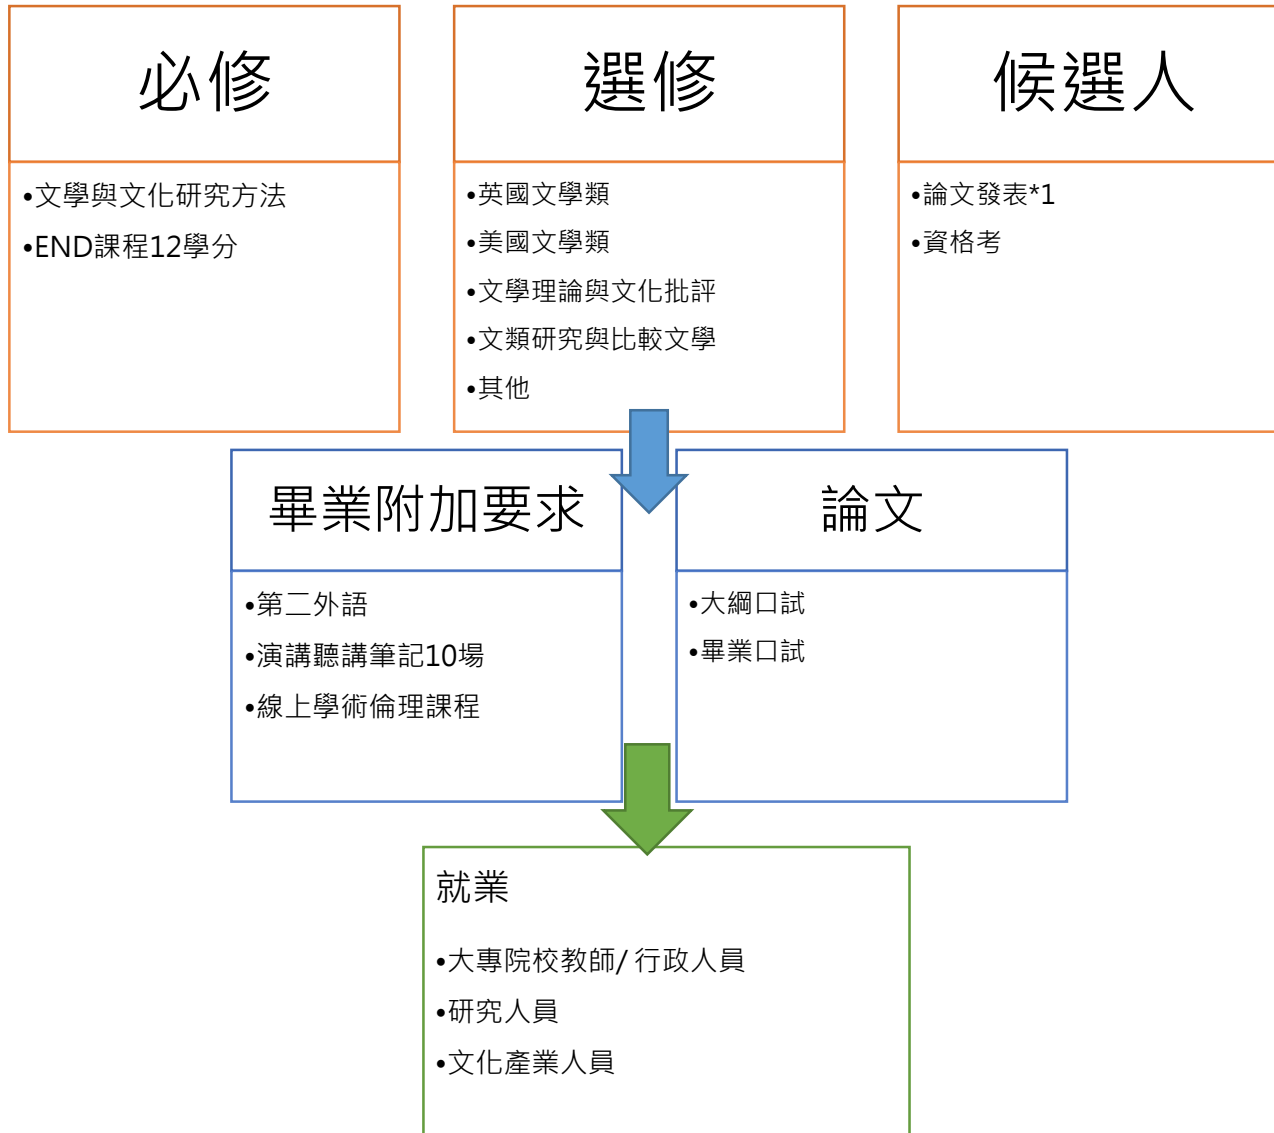 必修
•文學與文化研究方法
•END課程12學分
選修
•英國文學類
•美國文學類
•文學理論與文化批評
•文類研究與比較文學
•其他
候選人
•論文發表*1
•資格考
畢業附加要求
•第二外語
•演講聽講筆記10場
•線上學術倫理課程
論文
•大綱口試
•畢業口試
就業
•大專院校教師/ 行政人員
•研究人員
•文化產業人員